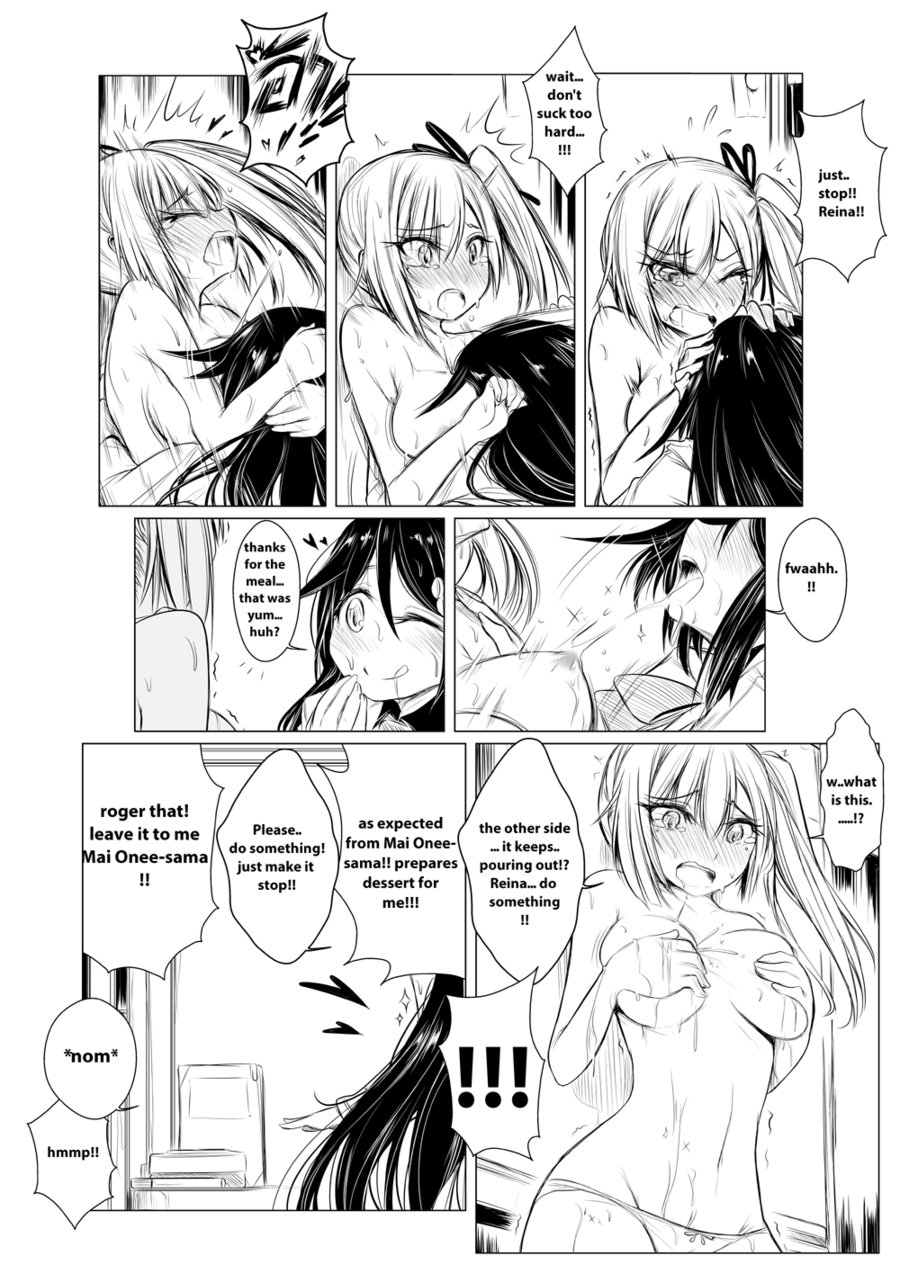 just..
stop!!
Reina!!
wait...
don't
suck too
hard...
!!!
fwaahh.
!!
thanks
for the
meal...
that was
yum...
huh?
w..what
is this.
.....!?
the other side
... it keeps..
pouring out!?
Reina... do
something
!!
as expected
from Mai Onee-
sama!! prepares
dessert for
me!!!
Please..
do something!
just make it
stop!!
roger that!
leave it to me
Mai Onee-sama
!!
!!!
*nom*
hmmp!!